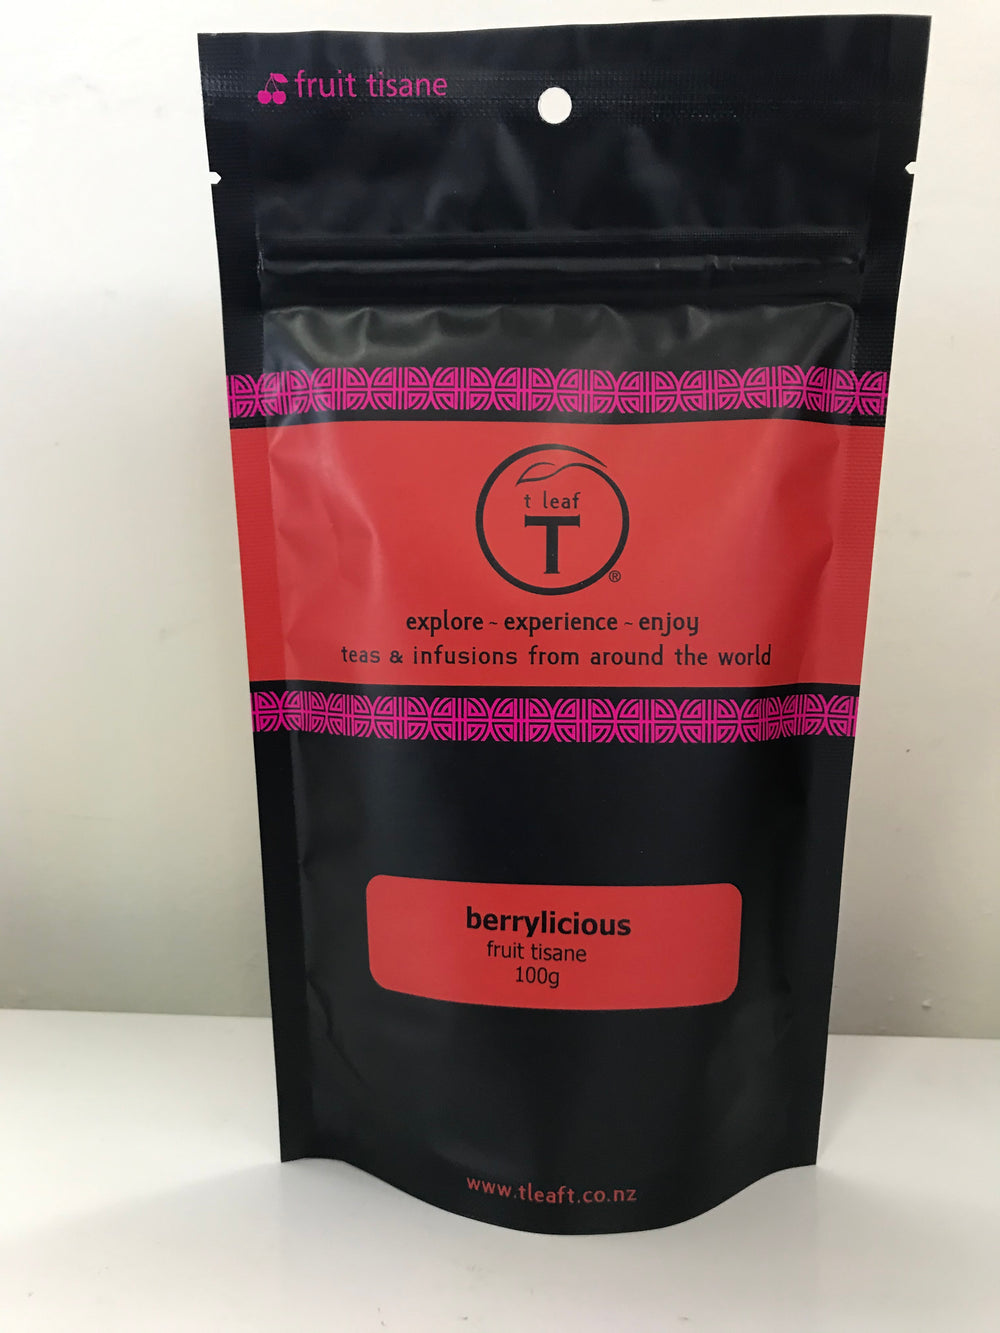 fruit tisane
t leaf
T
®
explore ~ experience ~ enjoy
teas & infusions from around the world
berrylicious
fruit tisane
100g
www.tleaft.co.nz